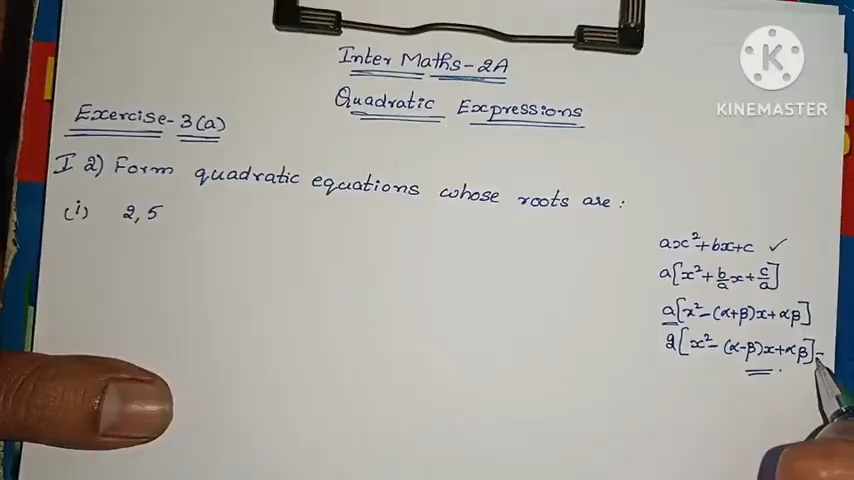 Inter Maths-2A
Quadratic Expressions
KINEMASTER
Exercise-3(a)
I 2) Form quadratic equations whose roots are:
(i) 2, 5
ax²+bx+c ✓
a[x²+b/a x+c/a]
a[x²-(α+β)x+αβ]
2[x²-(α-β)x+αβ]-